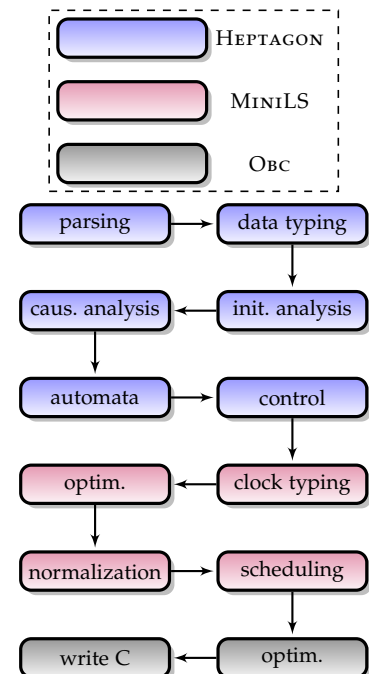 HEPTAGON
MINILS
OBC
parsing
data typing
caus. analysis
init. analysis
automata
control
optim.
clock typing
normalization
scheduling
write C
optim.